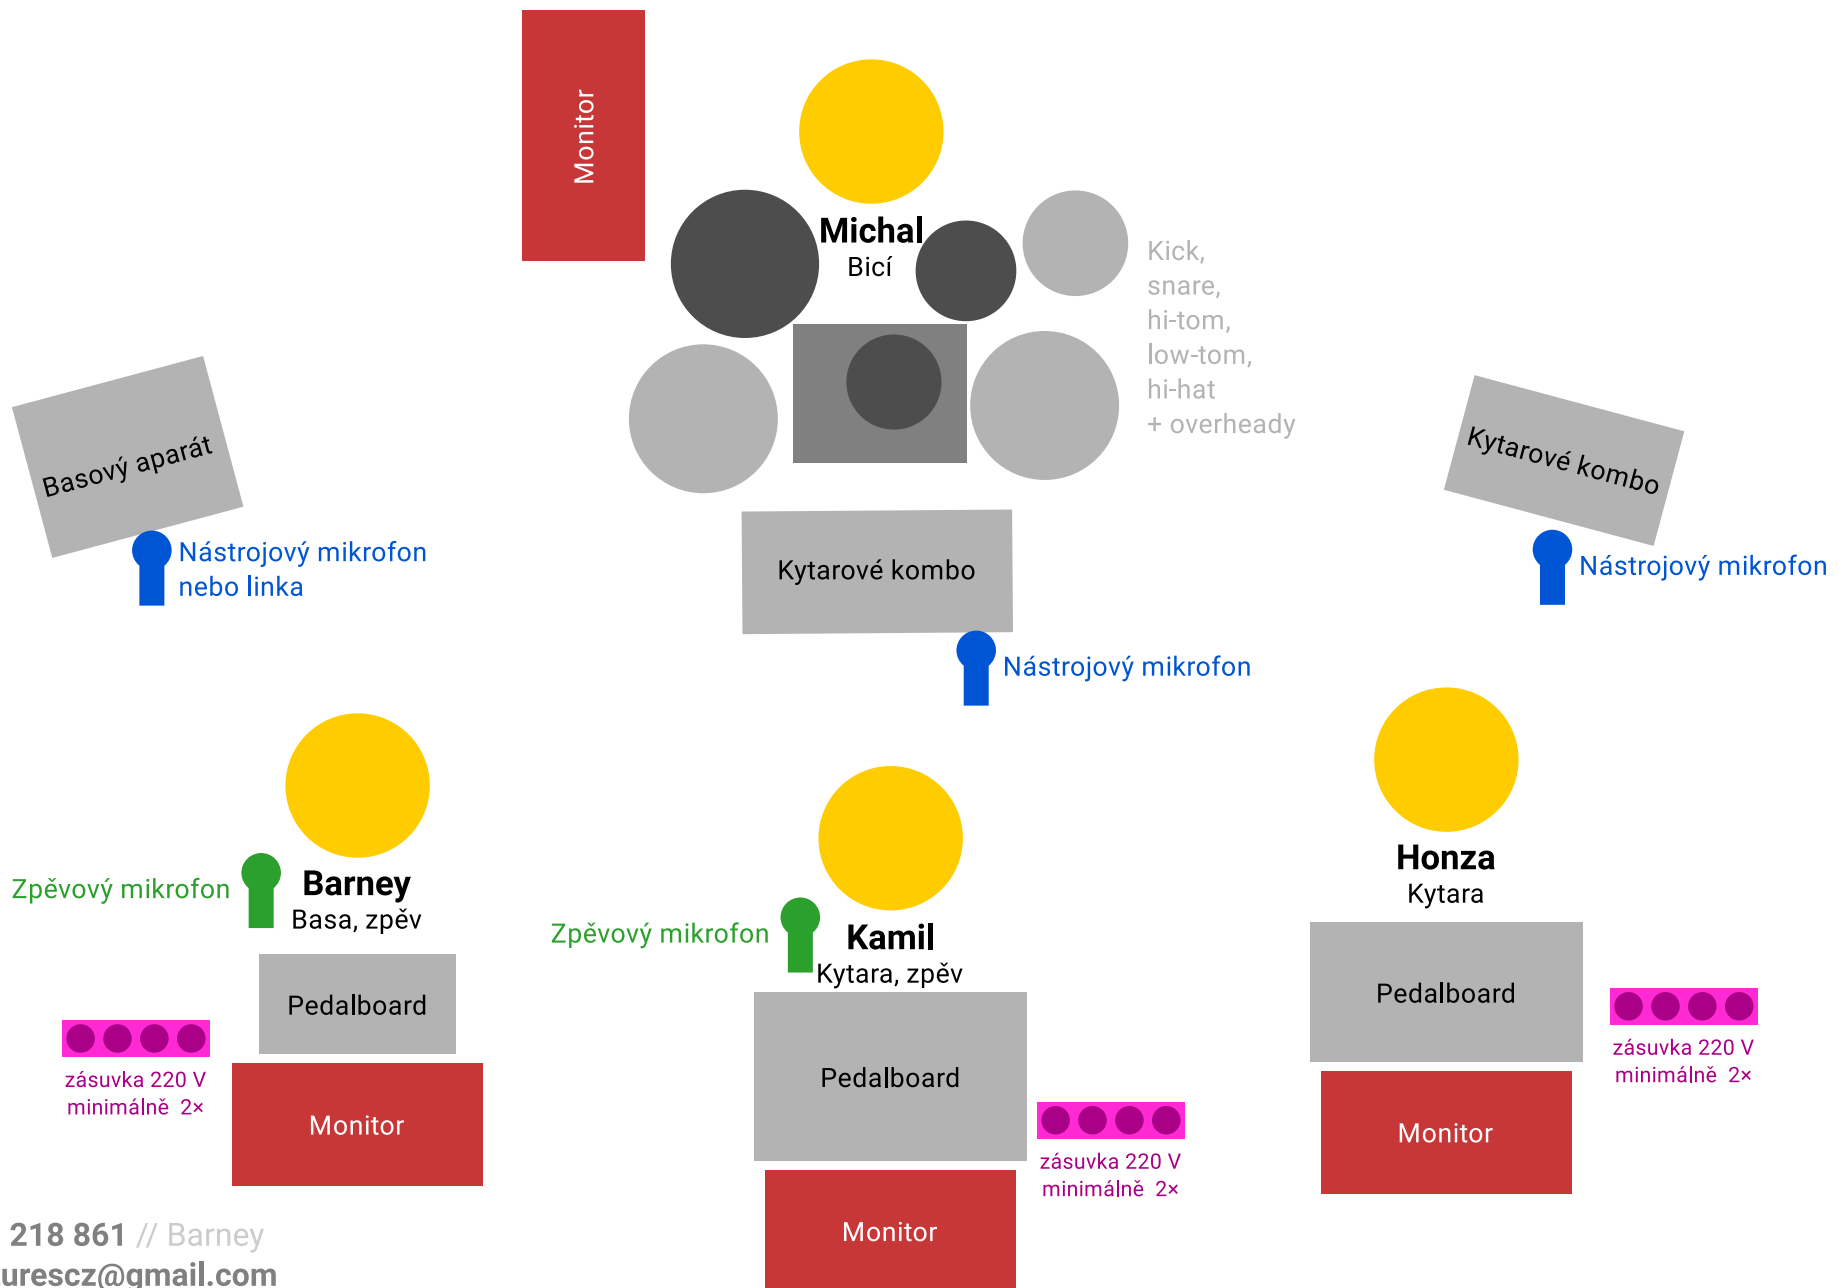 Monitor
Michal
Bicí
Kick,
snare,
hi-tom,
low-tom,
hi-hat
+ overheady
Basový aparát
Nástrojový mikrofon
nebo linka
Kytarové kombo
Nástrojový mikrofon
Kytarové kombo
Nástrojový mikrofon
Zpěvový mikrofon
Barney
Basa, zpěv
Pedalboard
zásuvka 220 V
minimálně 2×
Monitor
Zpěvový mikrofon
Kamil
Kytara, zpěv
Pedalboard
zásuvka 220 V
minimálně 2×
Monitor
Honza
Kytara
Pedalboard
zásuvka 220 V
minimálně 2×
Monitor
218 861 // Barney
urescz@gmail.com